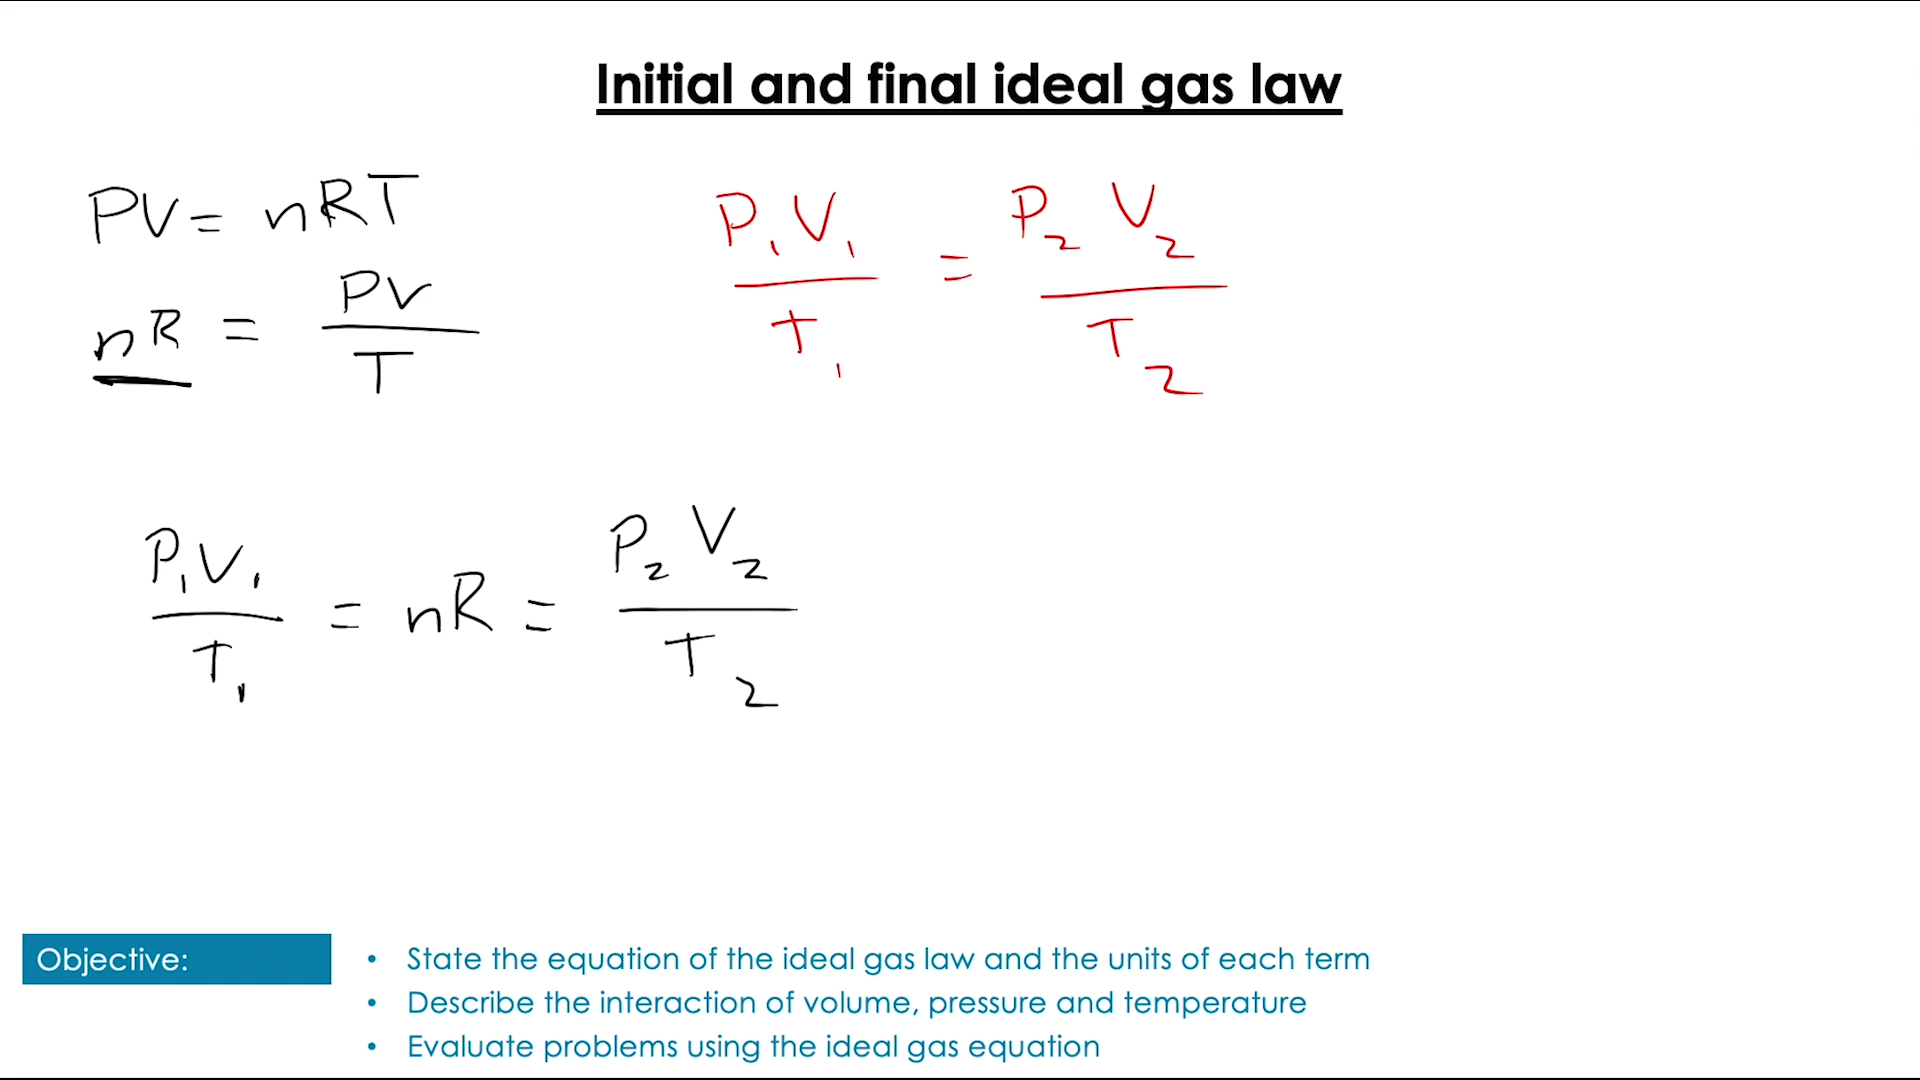 Initial and final ideal gas law
PV = nRT
nR = PV/T
P₁V₁/T₁ = P₂V₂/T₂
P₁V₁/T₁ = nR = P₂V₂/T₂
Objective:
• State the equation of the ideal gas law and the units of each term
• Describe the interaction of volume, pressure and temperature
• Evaluate problems using the ideal gas equation